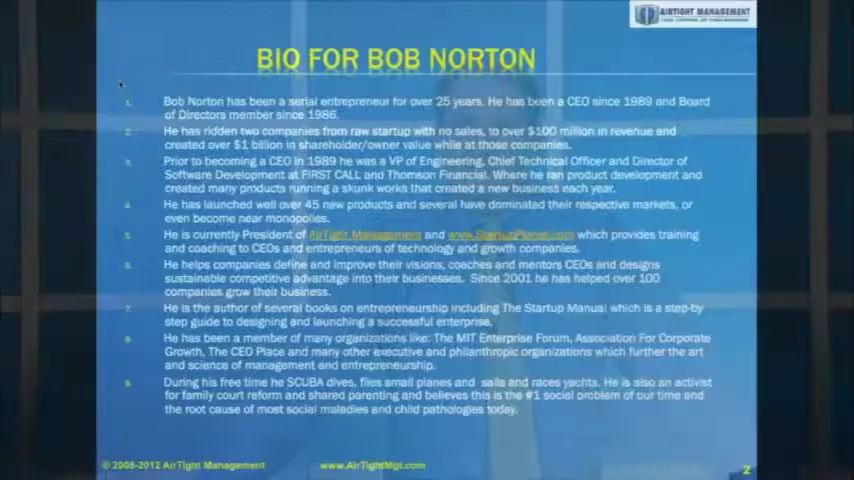 AIRTIGHT MANAGEMENT
BIO FOR BOB NORTON
1. Bob Norton has been a serial entrepreneur for over 25 years. He has been a CEO since 1989 and Board
of Directors member since 1986.
2. He has ridden two companies from raw startup with no sales, to over $100 million in revenue and
created over $1 billion in shareholder/owner value while at those companies.
3. Prior to becoming a CEO in 1989 he was a VP of Engineering, Chief Technical Officer and Director of
Software Development at FIRST CALL and Thomson Financial. Where he ran product development and
created many products running a skunk works that created a new business each year.
4. He has launched well over 45 new products and several have dominated their respective markets, or
even become near monopolies.
5. He is currently President of AirTight Management and which provides training
and coaching to CEOs and entrepreneurs of technology and growth companies.
6. He helps companies define and improve their visions, coaches and mentors CEOs and designs
sustainable competitive advantage into their businesses. Since 2001 he has helped over 100
companies grow their business.
7. He is the author of several books on entrepreneurship including The Startup Manual which is a step-by
step guide to designing and launching a successful enterprise.
8. He has been a member of many organizations like: The MIT Enterprise Forum, Association For Corporate
Growth, The CEO Place and many other executive and philanthropic organizations which further the art
and science of management and entrepreneurship.
9. During his free time he SCUBA dives, flies small planes and sails and races yachts. He is also an activist
for family court reform and shared parenting and believes this is the #1 social problem of our time and
the root cause of most social maladies and child pathologies today.
© 2008-2012 AirTight Management www.AirTightMgt.com 2